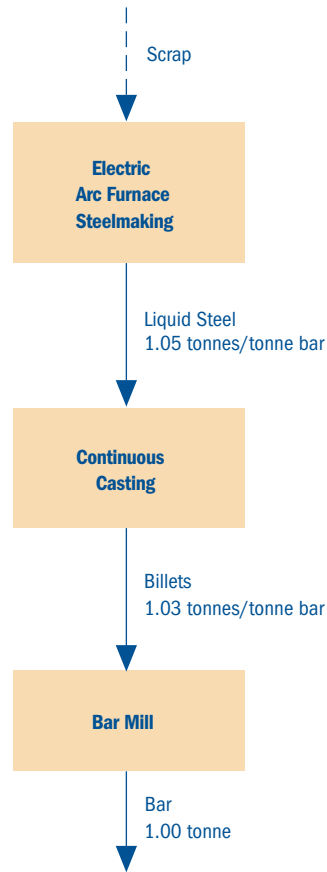 Scrap
Electric
Arc Furnace
Steelmaking
Liquid Steel
1.05 tonnes/tonne bar
Continuous
Casting
Billets
1.03 tonnes/tonne bar
Bar Mill
Bar
1.00 tonne